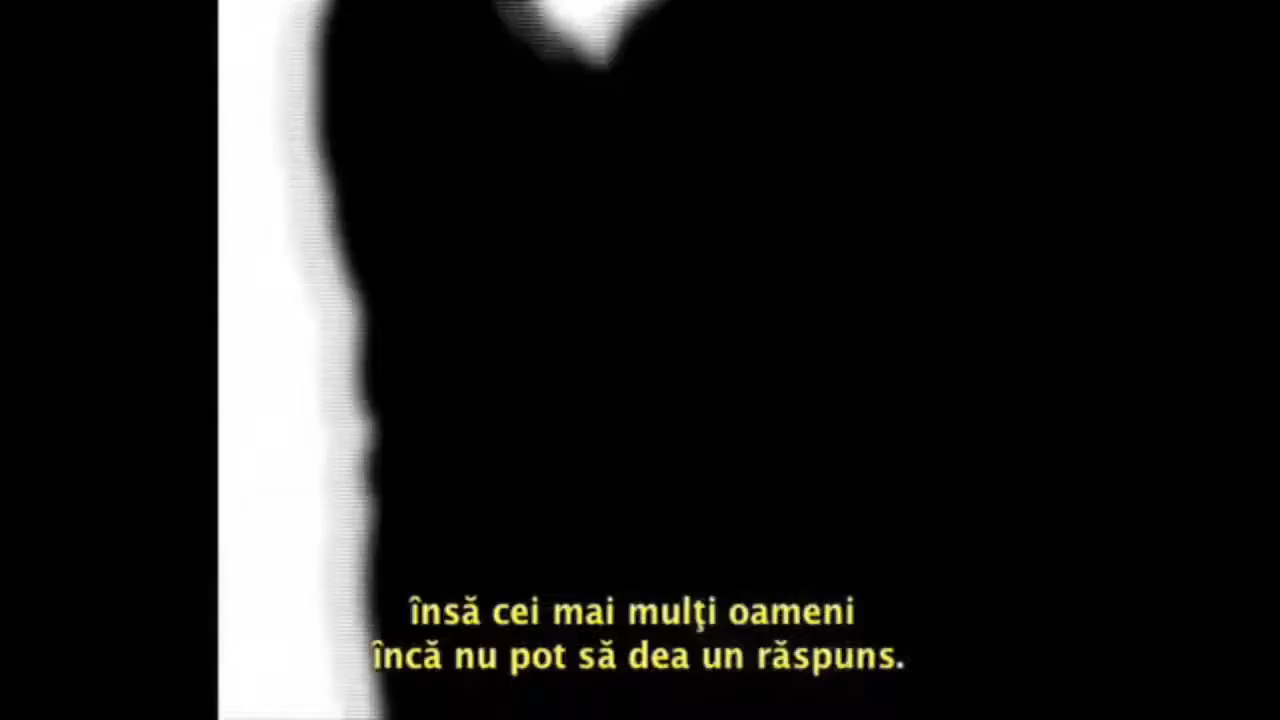 însă cei mai mulţi oameni
încă nu pot să dea un răspuns.